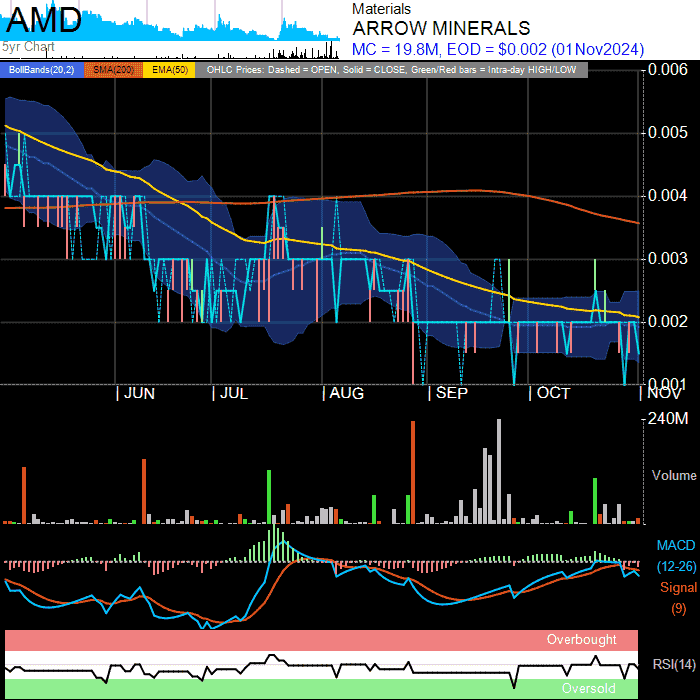 AMD
5yr Chart
Materials
ARROW MINERALS
MC = 19.8M, EOD = $0.002 (01Nov2024)
BollBands(20,2) SMA(200) EMA(50) OHLC Prices: Dashed = OPEN, Solid = CLOSE, Green/Red bars = Intra-day HIGH/LOW
0.006
0.005
0.004
0.003
0.002
0.001
JUN JUL AUG SEP OCT NOV
240M
Volume
MACD
(12-26)
Signal
(9)
Overbought
RSI(14)
Oversold